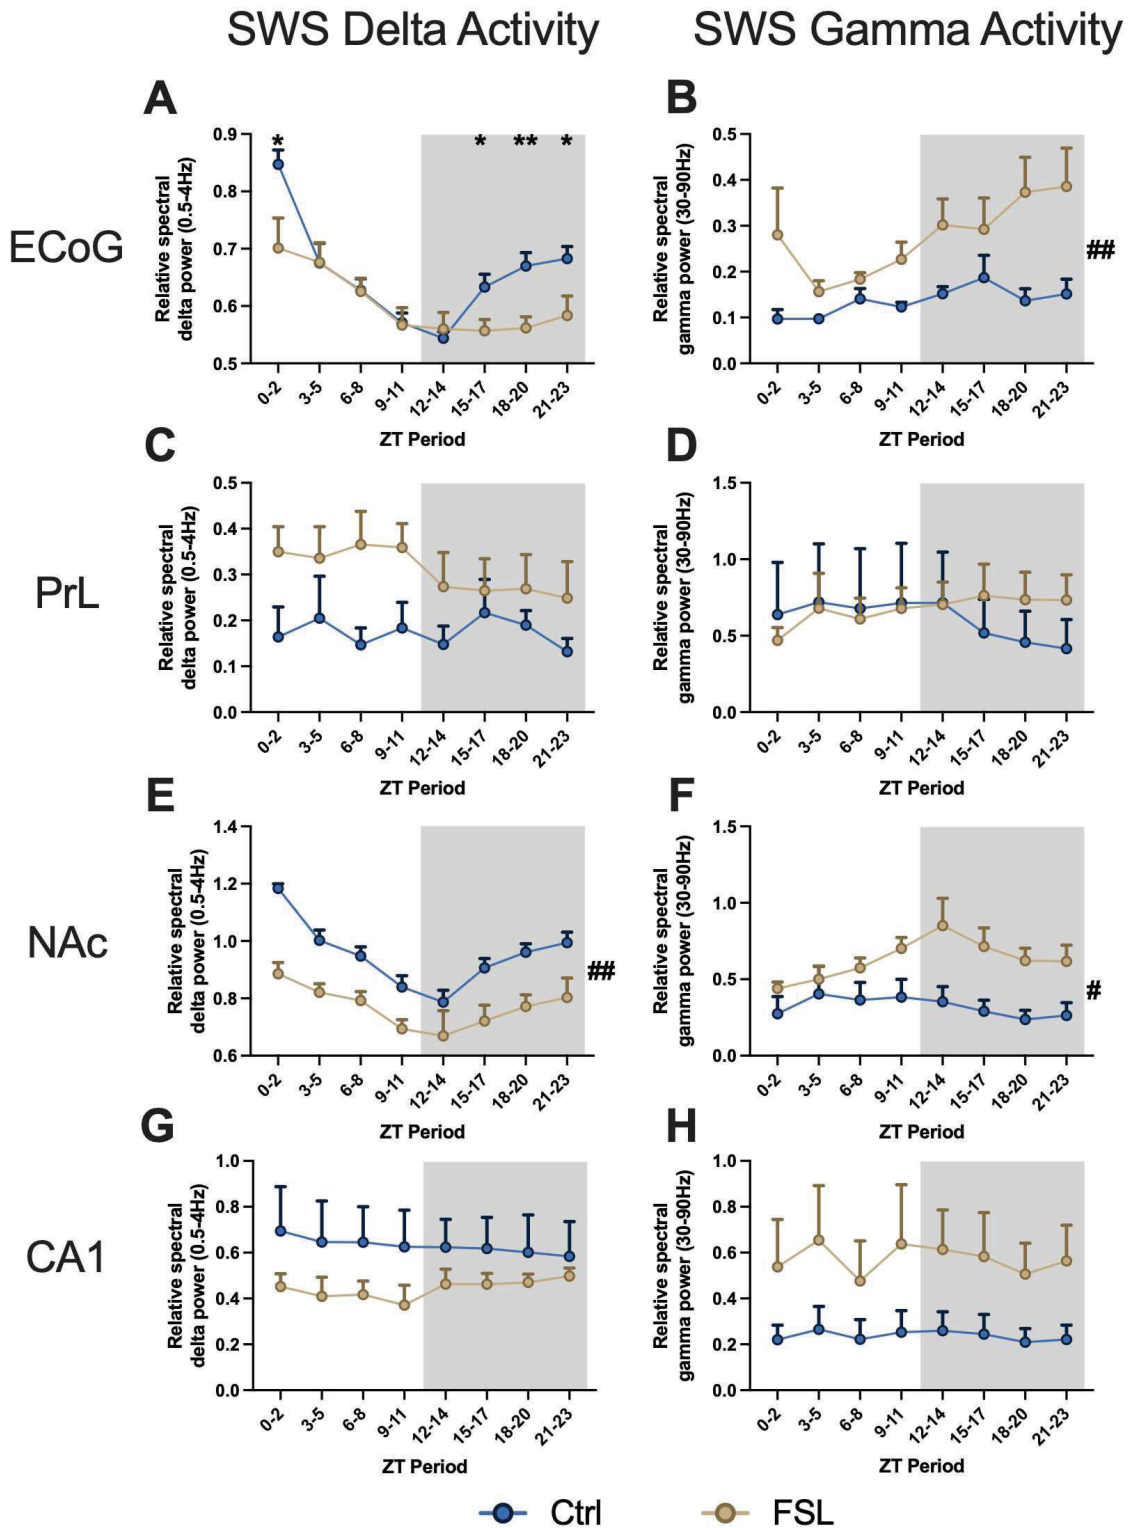 SWS Delta Activity
SWS Gamma Activity
ECoG
A
Relative spectral
delta power (0.5-4Hz)
0.9
0.8
0.7
0.6
0.5
*
*
**
*
0-2
3-5
6-8
9-11
12-14
15-17
18-20
21-23
ZT Period
B
Relative spectral
gamma power (30-90Hz)
0.5
0.4
0.3
0.2
0.1
0.0
##
0-2
3-5
6-8
9-11
12-14
15-17
18-20
21-23
ZT Period
PrL
C
Relative spectral
delta power (0.5-4Hz)
0.5
0.4
0.3
0.2
0.1
0.0
0-2
3-5
6-8
9-11
12-14
15-17
18-20
21-23
ZT Period
D
Relative spectral
gamma power (30-90Hz)
1.5
1.0
0.5
0.0
0-2
3-5
6-8
9-11
12-14
15-17
18-20
21-23
ZT Period
NAc
E
Relative spectral
delta power (0.5-4Hz)
1.4
1.2
1.0
0.8
0.6
##
0-2
3-5
6-8
9-11
12-14
15-17
18-20
21-23
ZT Period
F
Relative spectral
gamma power (30-90Hz)
1.5
1.0
0.5
0.0
#
0-2
3-5
6-8
9-11
12-14
15-17
18-20
21-23
ZT Period
CA1
G
Relative spectral
delta power (0.5-4Hz)
1.0
0.8
0.6
0.4
0.2
0.0
0-2
3-5
6-8
9-11
12-14
15-17
18-20
21-23
ZT Period
H
Relative spectral
gamma power (30-90Hz)
1.0
0.8
0.6
0.4
0.2
0.0
0-2
3-5
6-8
9-11
12-14
15-17
18-20
21-23
ZT Period
Ctrl
FSL